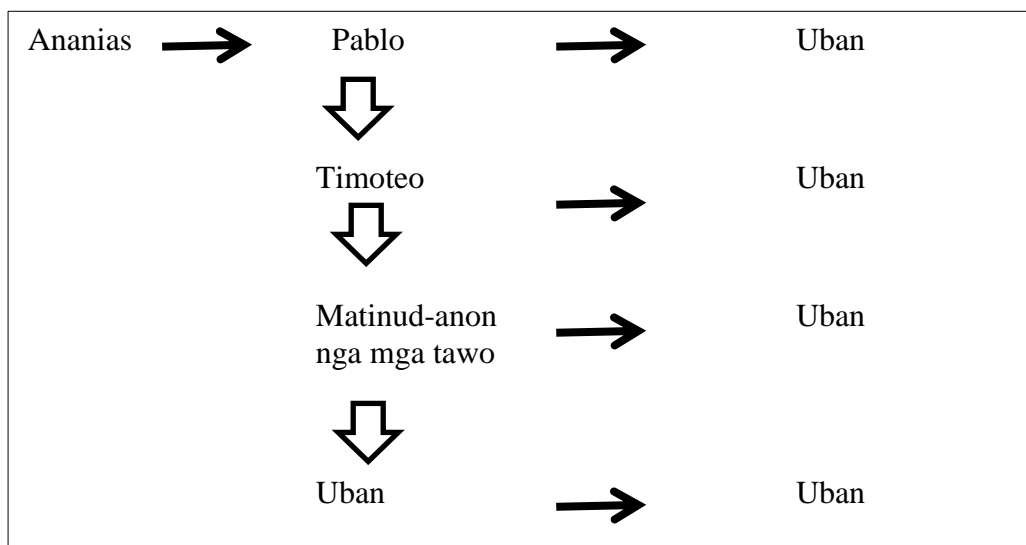 Ananias Pablo Uban
Timoteo Uban
Matinud-anon Uban
nga mga tawo
Uban Uban